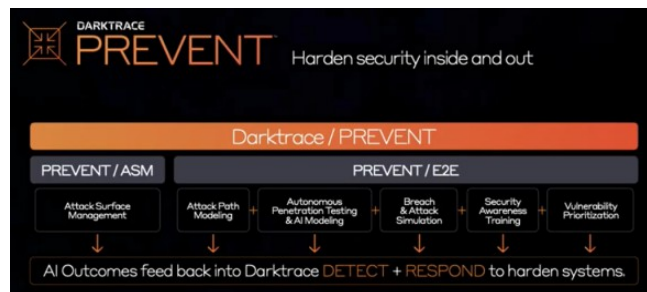 DARKTRACE
PREVENT™ Harden security inside and out
Darktrace / PREVENT
PREVENT / ASM
PREVENT / E2E
Attack Surface
Management
Attack Path
Modeling
+
Autonomous
Penetration Testing
& AI Modeling
+
Breach
& Attack
Simulation
+
Security
Awareness
Training
+
Vulnerability
Prioritization
AI Outcomes feed back into Darktrace DETECT + RESPOND to harden systems.